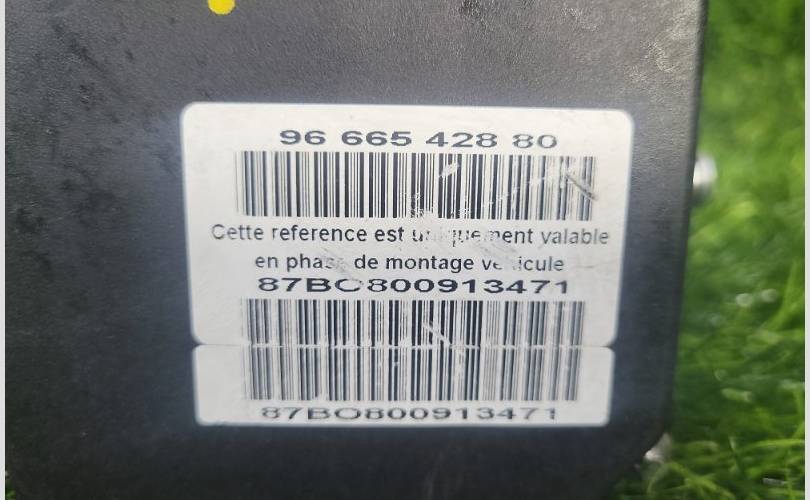 96 665 428 80
Cette reference est uniquement valable
en phase de montage vehicule
87BO800913471
87BO800913471